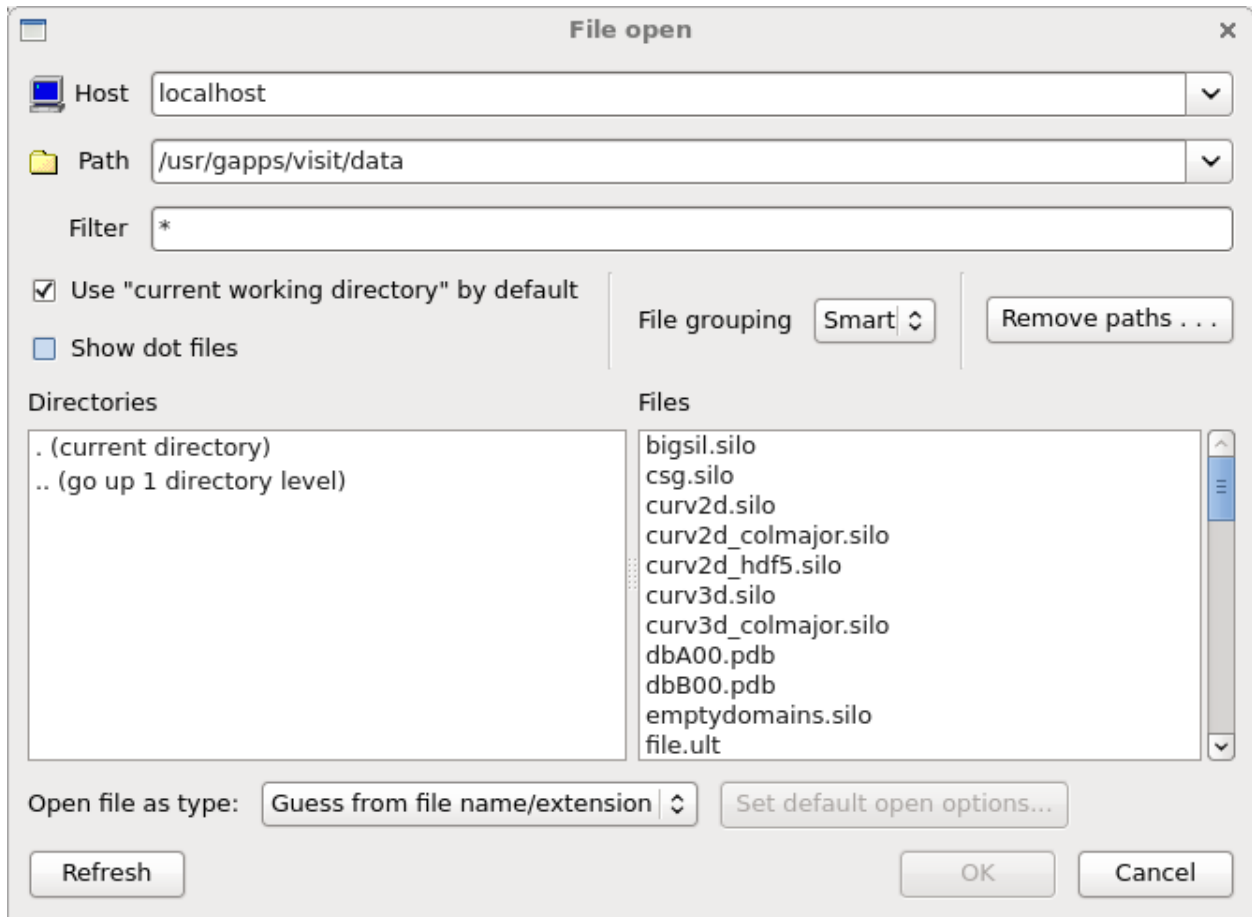 File open
Host localhost
Path /usr/gapps/visit/data
Filter *
Use "current working directory" by default
Show dot files
File grouping Smart
Remove paths . . .
Directories
. (current directory)
.. (go up 1 directory level)
Files
bigsil.silo
csg.silo
curv2d.silo
curv2d_colmajor.silo
curv2d_hdf5.silo
curv3d.silo
curv3d_colmajor.silo
dbA00.pdb
dbB00.pdb
emptydomains.silo
file.ult
Open file as type: Guess from file name/extension Set default open options...
Refresh OK Cancel